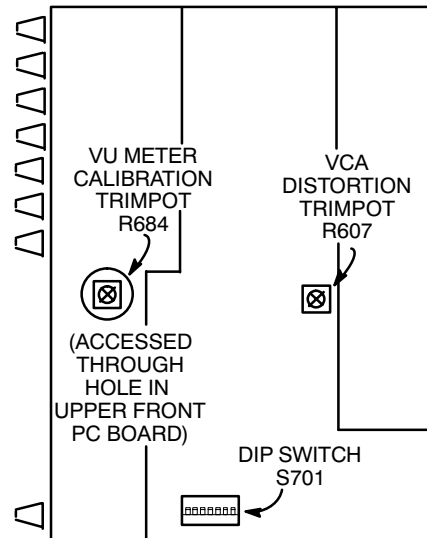 VU METER
CALIBRATION
TRIMPOT
R684
VCA
DISTORTION
TRIMPOT
R607
(ACCESSED
THROUGH
HOLE IN
UPPER FRONT
PC BOARD)
DIP SWITCH
S701